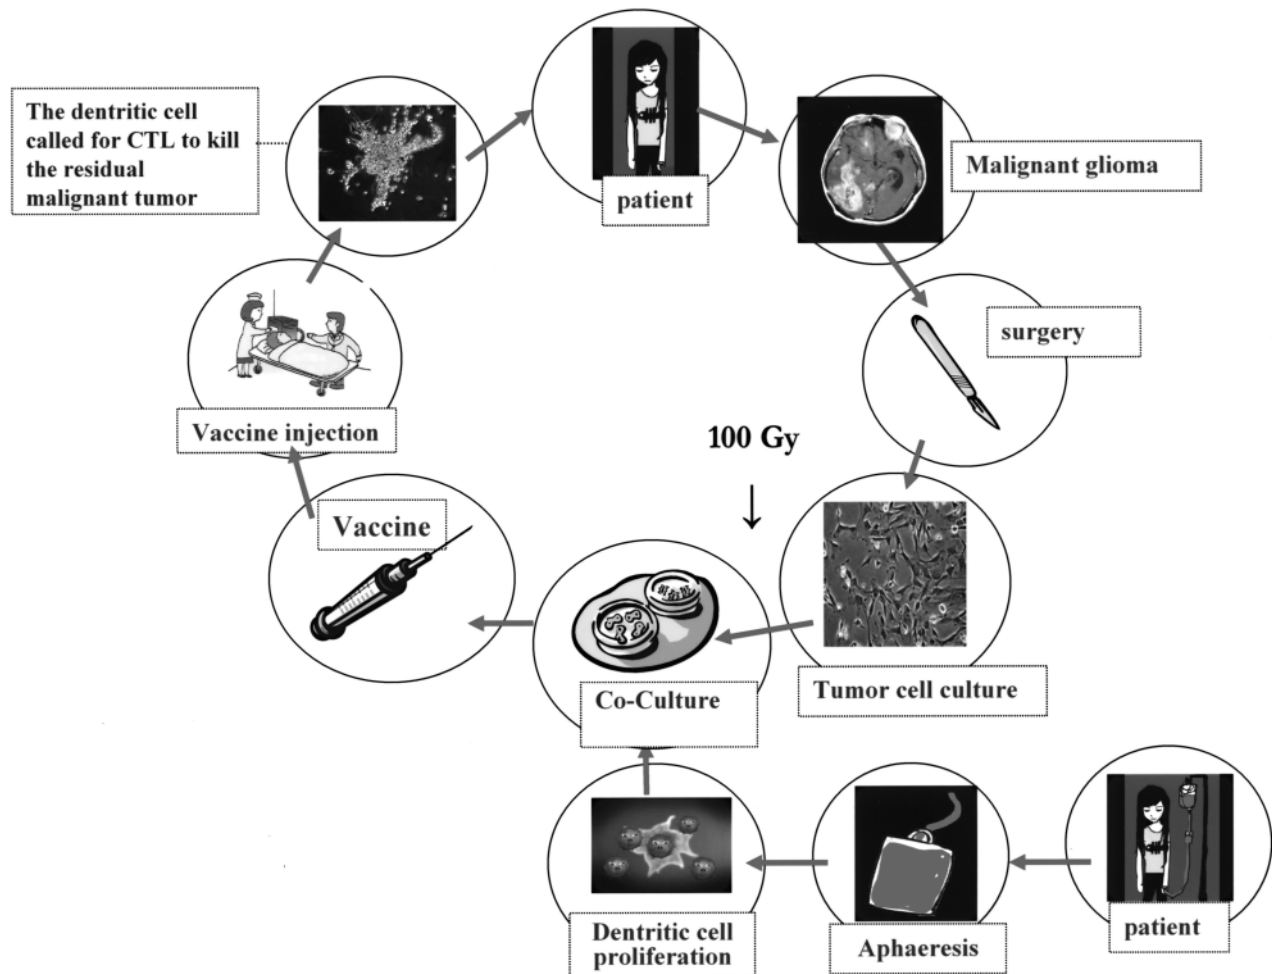 The dentritic cell
called for CTL to kill
the residual
malignant tumor
patient
Malignant glioma
surgery
100 Gy
Vaccine injection
Vaccine
Co-Culture
Tumor cell culture
Dentritic cell
proliferation
Aphaeresis
patient